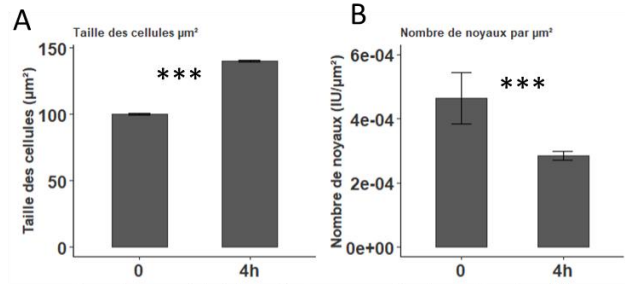 A
Taille des cellules µm²
Taille des cellules (µm²)
150
100
50
0
***
0
4h
B
Nombre de noyaux par µm²
Nombre de noyaux (IU/µm²)
6e-04
4e-04
2e-04
0e+00
***
0
4h